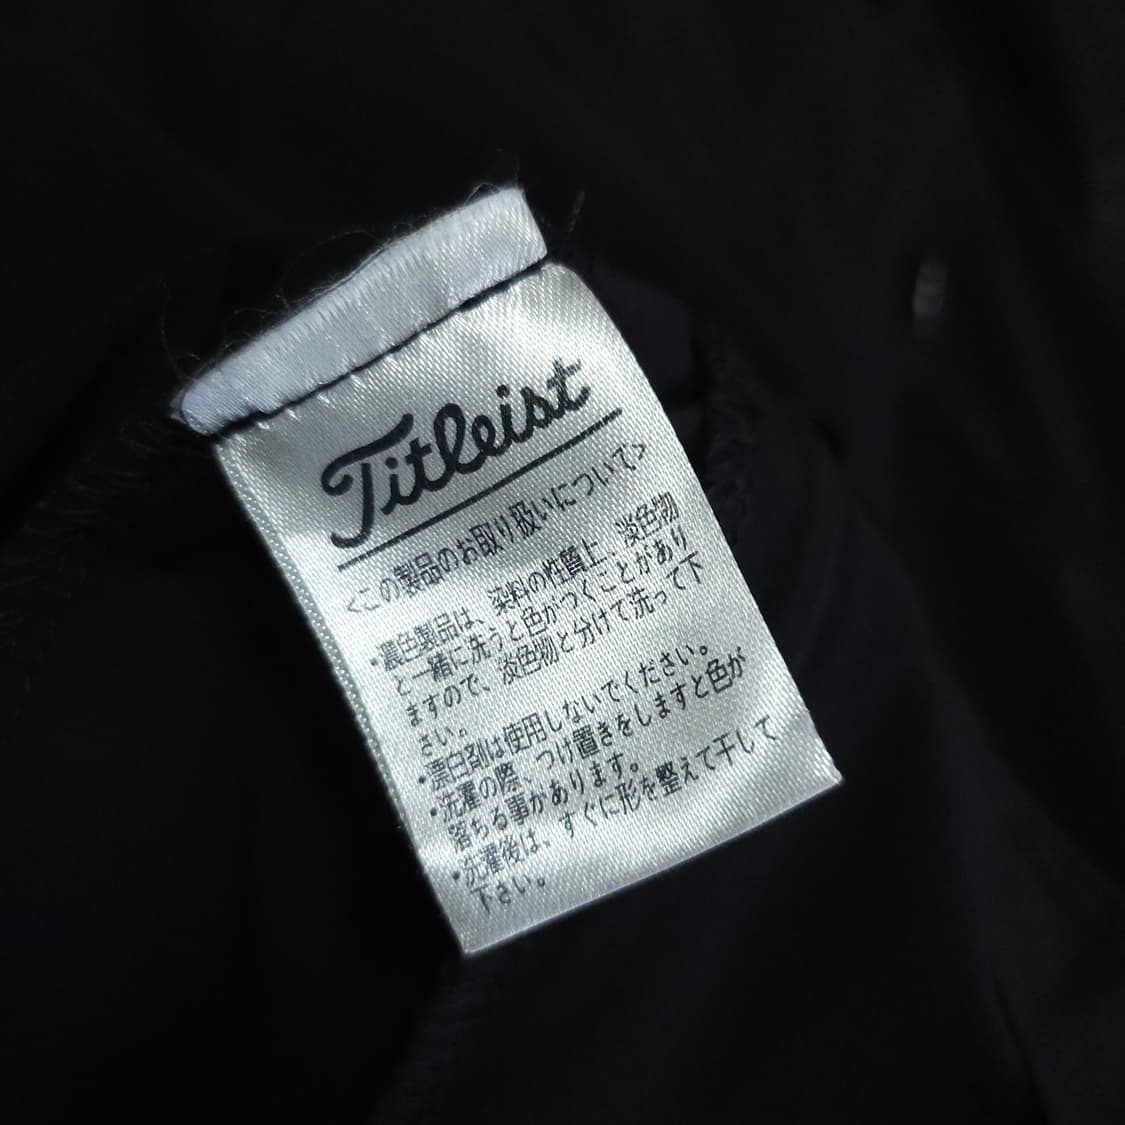 Titleist
<この製品のお取り扱いについて>
・濃色製品は、染料の性質上、淡色物
と一緒に洗うと色がつくことがあり
ますので、淡色物と分けて洗って下
さい。
・漂白剤は使用しないでください。
・洗濯の際、つけ置きをしますと色が
落ちる事があります。
・洗濯後は、すぐに形を整えて干して
下さい。